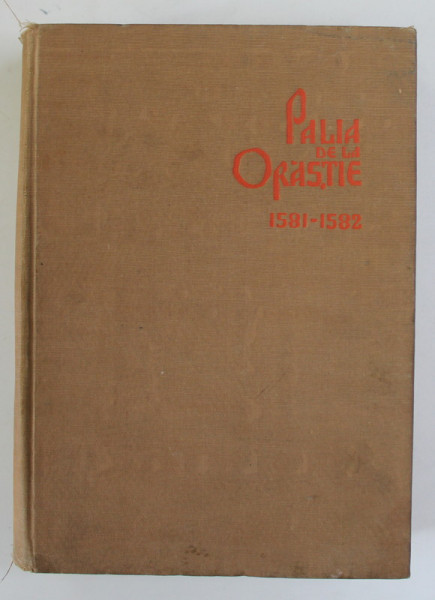 PALIA
DE LA
ORĂȘTIE
1581-1582